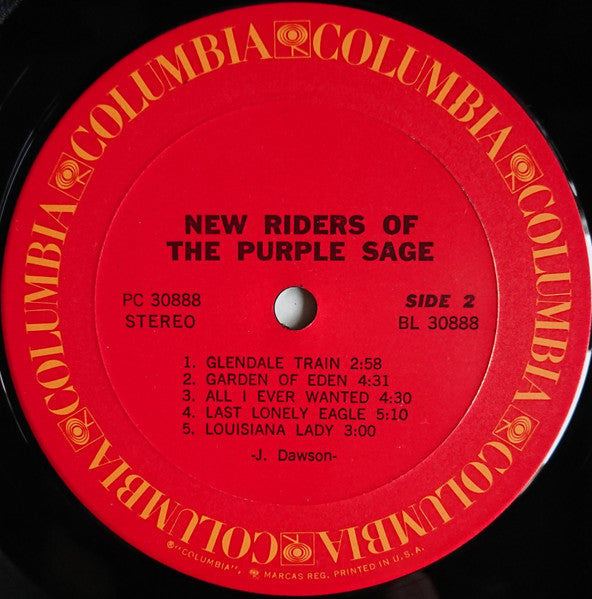 COLUMBIA COLUMBIA COLUMBIA COLUMBIA COLUMBIA COLUMBIA
NEW RIDERS OF
THE PURPLE SAGE
PC 30888
STEREO
SIDE 2
BL 30888
1. GLENDALE TRAIN 2:58
2. GARDEN OF EDEN 4:31
3. ALL I EVER WANTED 4:30
4. LAST LONELY EAGLE 5:10
5. LOUISIANA LADY 3:00
-J. Dawson-
®"COLUMBIA", MARCAS REG. PRINTED IN U.S.A.